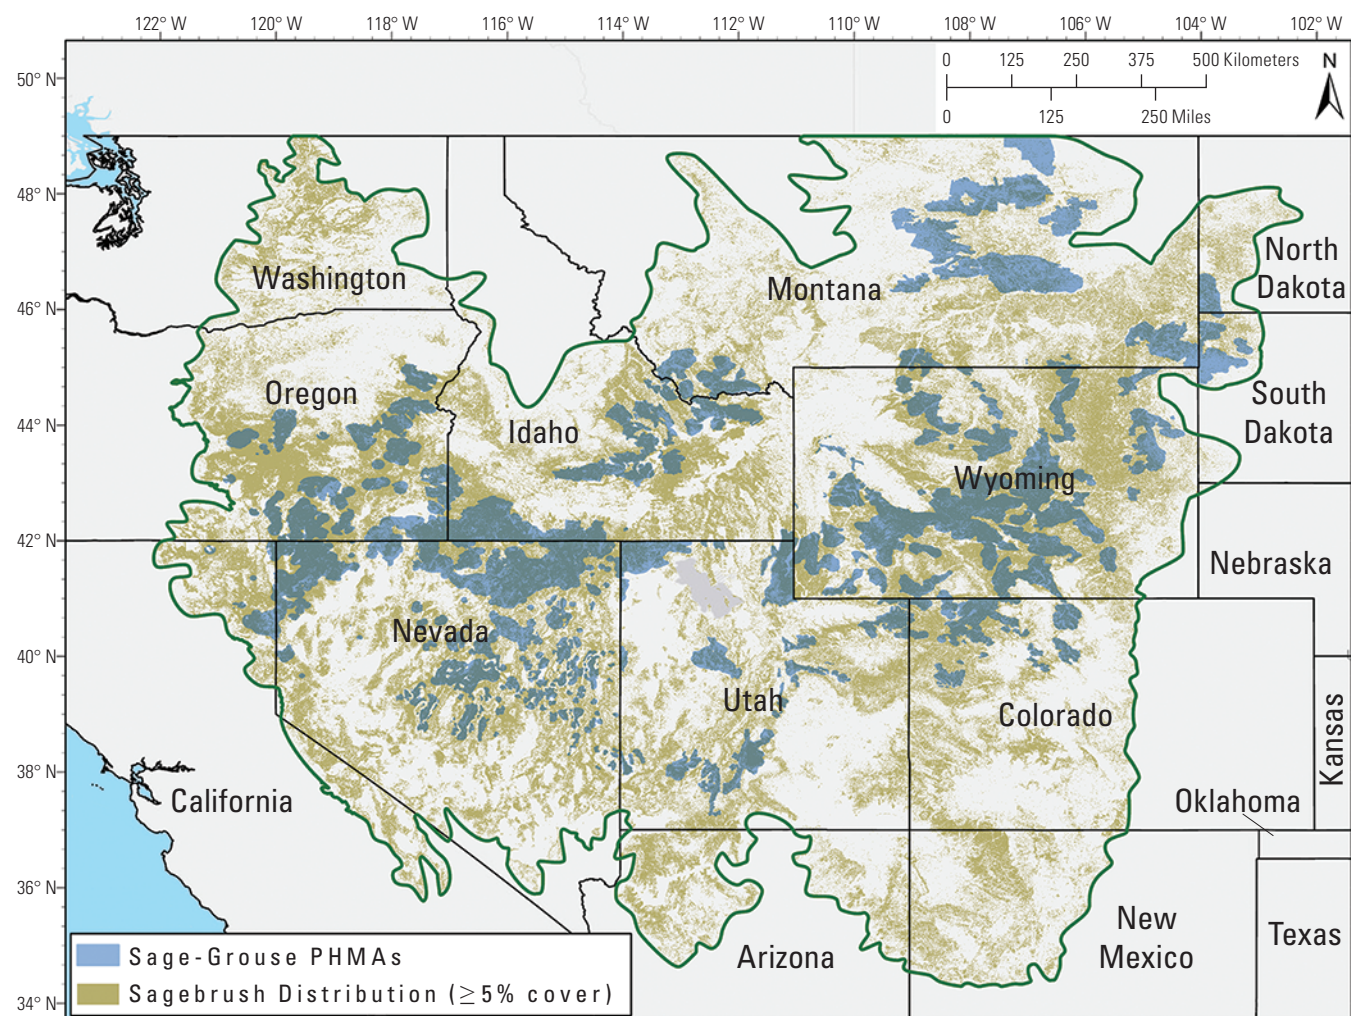 122° W 120° W 118° W 116° W 114° W 112° W 110° W 108° W 106° W 104° W 102° W
50° N
48° N
46° N
44° N
42° N
40° N
38° N
36° N
34° N
0 125 250 375 500 Kilometers
0 125 250 Miles
N
Washington
Montana
North
Dakota
Oregon
Idaho
South
Dakota
Wyoming
Nebraska
Nevada
Utah
Colorado
Kansas
California
Oklahoma
New
Mexico
Texas
Arizona
Sage-Grouse PHMAs
Sagebrush Distribution (≥5% cover)